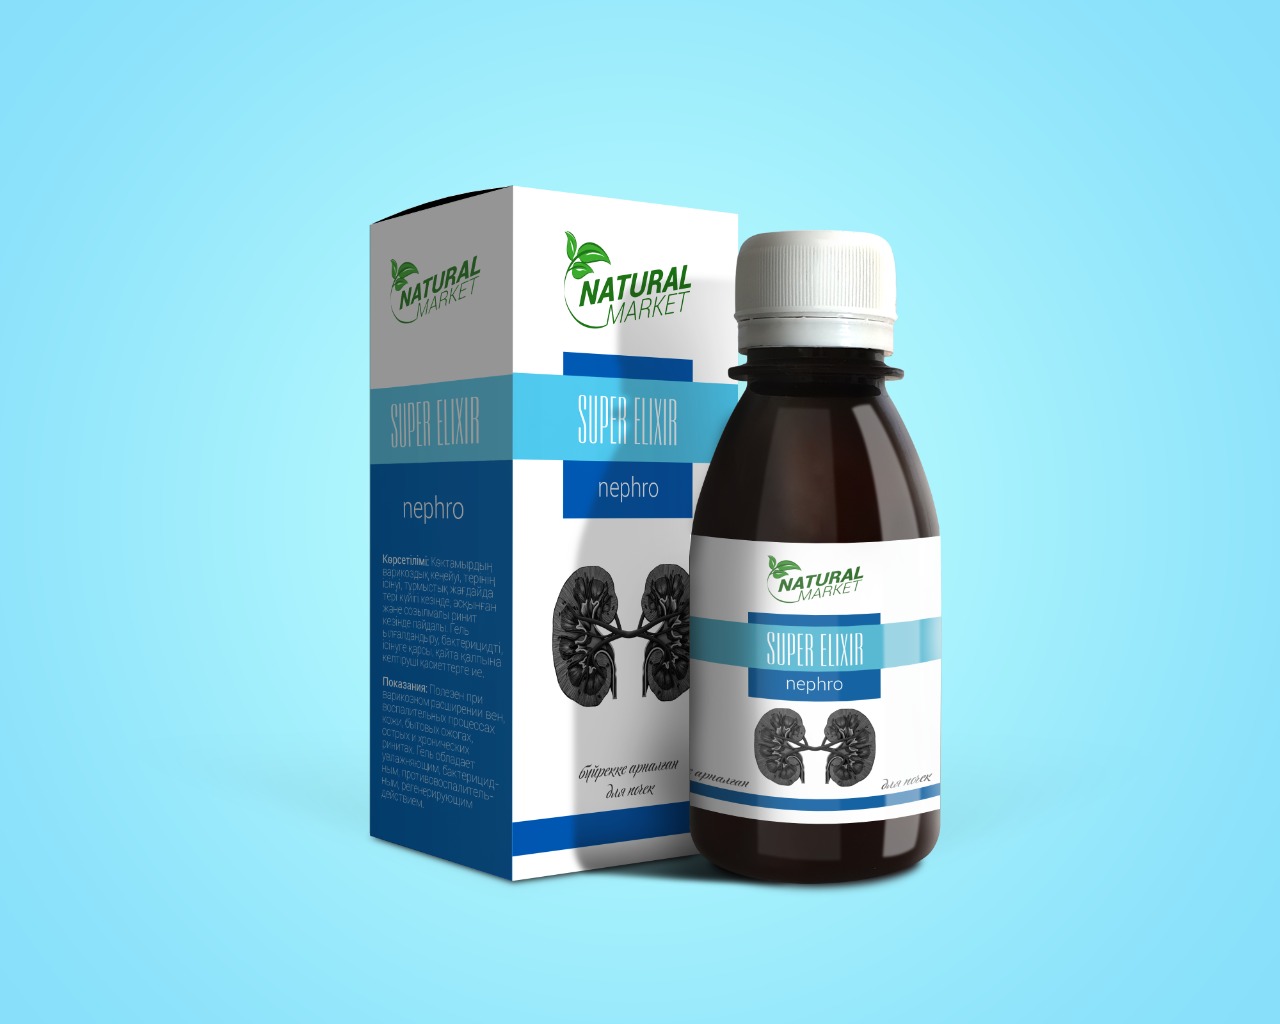 NATURAL
MARKET
SUPER ELIXIR
nephro
Көрсетілімі: Көктамырдың
варикоздық кеңейуі, терінің
ісінуі, тұрмыстық жағдайда
тері күйіп кезінде, асқынған
және созылмалы ринит
кезінде пайдалы. Гель
ылғалдандыру, бактерицидті,
ісінуге қарсы, қайта қалпына
келтіруші қасиеттерге ие.
Показания: Полезен при
варикозном расширении вен,
воспалительных процессах
кожи, бытовых ожогах,
острых и хронических
ринитах. Гель обладает
увлажняющим, бактерицид-
ным, противовоспалитель-
ным, регенерирующим
действием.
NATURAL
MARKET
SUPER ELIXIR
nephro
бүйрекке арналған
для почек
NATURAL
MARKET
SUPER ELIXIR
nephro
арналған
для почек